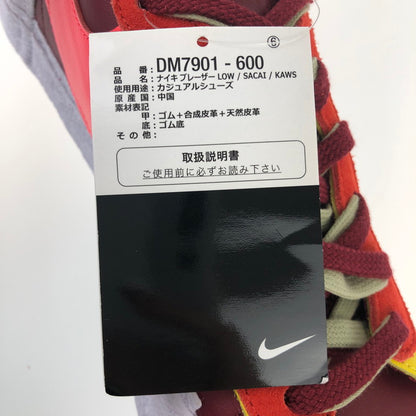 品 番: DM7901 - 600
品 名: ナイキ ブレーザー LOW / SACAI / KAWS
使用用途: カジュアルシューズ
原 産 国: 中国
素材表記
甲: ゴム+合成皮革+天然皮革
底: ゴム底
そ の 他:
取扱説明書
ご使用前に必ずお読み下さい